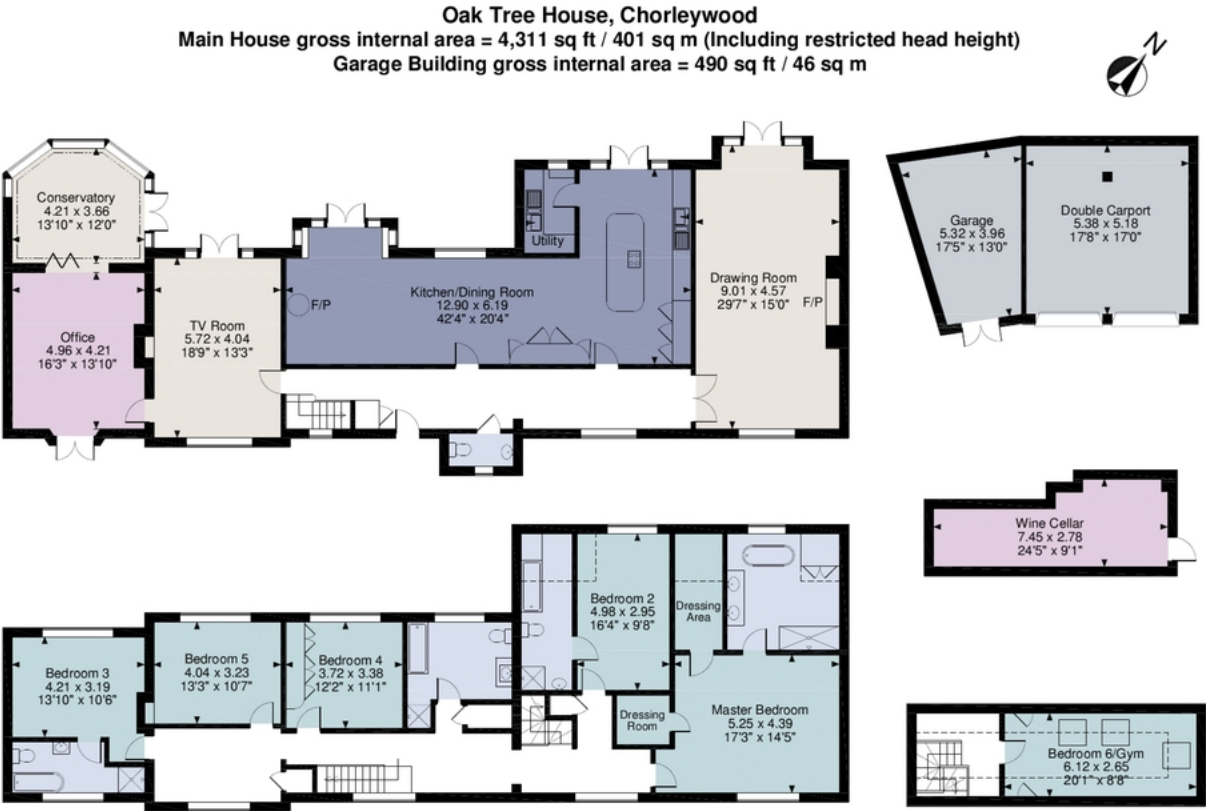 Oak Tree House, Chorleywood
Main House gross internal area = 4,311 sq ft / 401 sq m (Including restricted head height)
Garage Building gross internal area = 490 sq ft / 46 sq m
N
Conservatory
4.21 x 3.66
13'10" x 12'0"
Office
4.96 x 4.21
16'3" x 13'10"
TV Room
5.72 x 4.04
18'9" x 13'3"
F/P
Kitchen/Dining Room
12.90 x 6.19
42'4" x 20'4"
Utility
Drawing Room
9.01 x 4.57
29'7" x 15'0"
F/P
Garage
5.32 x 3.96
17'5" x 13'0"
Double Carport
5.38 x 5.18
17'8" x 17'0"
Wine Cellar
7.45 x 2.78
24'5" x 9'1"
Bedroom 3
4.21 x 3.19
13'10" x 10'6"
Bedroom 5
4.04 x 3.23
13'3" x 10'7"
Bedroom 4
3.72 x 3.38
12'2" x 11'1"
Bedroom 2
4.98 x 2.95
16'4" x 9'8"
Dressing
Area
Dressing
Room
Master Bedroom
5.25 x 4.39
17'3" x 14'5"
Bedroom 6/Gym
6.12 x 2.65
20'1" x 8'8"